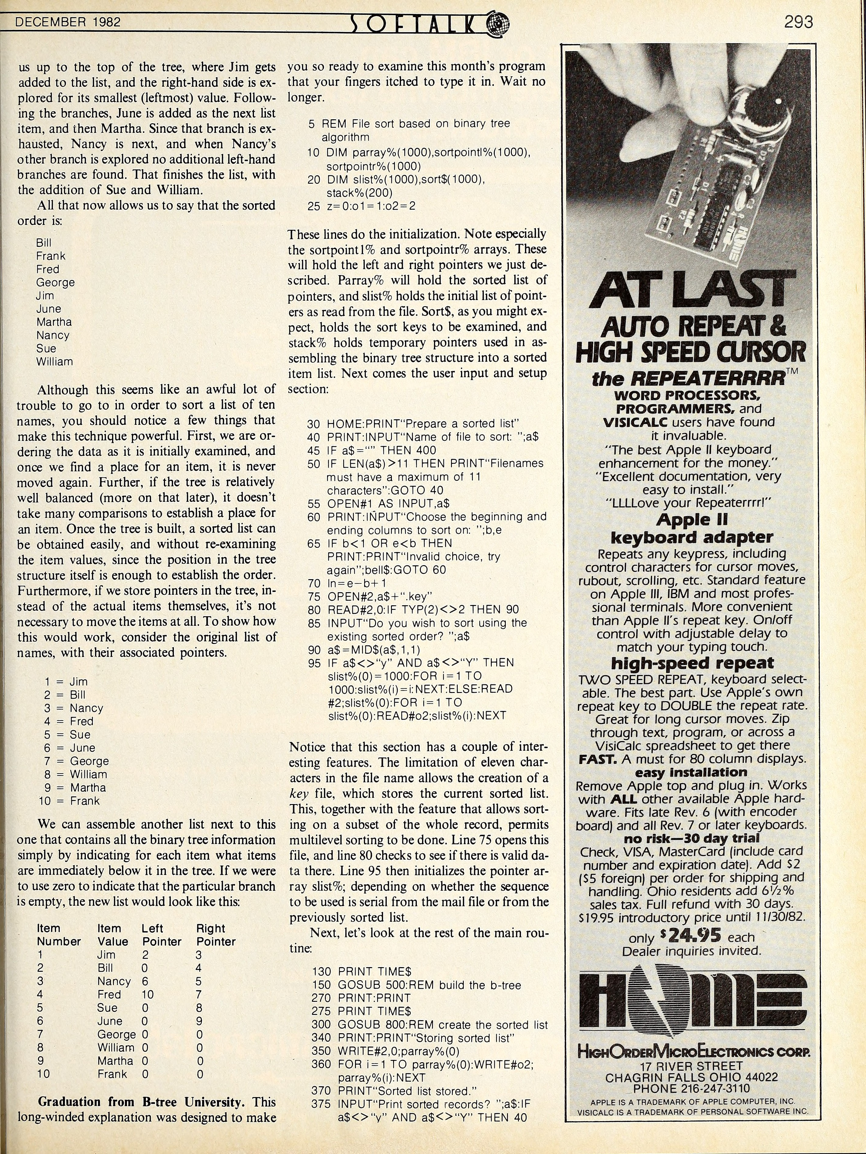 DECEMBER 1982
SOFTALK
293
us up to the top of the tree, where Jim gets
added to the list, and the right-hand side is ex-
plored for its smallest (leftmost) value. Follow-
ing the branches, June is added as the next list
item, and then Martha. Since that branch is ex-
hausted, Nancy is next, and when Nancy's
other branch is explored no additional left-hand
branches are found. That finishes the list, with
the addition of Sue and William.
All that now allows us to say that the sorted
order is:
Bill
Frank
Fred
George
Jim
June
Martha
Nancy
Sue
William
Although this seems like an awful lot of
trouble to go to in order to sort a list of ten
names, you should notice a few things that
make this technique powerful. First, we are or-
dering the data as it is initially examined, and
once we find a place for an item, it is never
moved again. Further, if the tree is relatively
well balanced (more on that later), it doesn't
take many comparisons to establish a place for
an item. Once the tree is built, a sorted list can
be obtained easily, and without re-examining
the item values, since the position in the tree
structure itself is enough to establish the order.
Furthermore, if we store pointers in the tree, in-
stead of the actual items themselves, it's not
necessary to move the items at all. To show how
this would work, consider the original list of
names, with their associated pointers.
1 = Jim
2 = Bill
3 = Nancy
4 = Fred
5 = Sue
6 = June
7 = George
8 = William
9 = Martha
10 = Frank
We can assemble another list next to this
one that contains all the binary tree information
simply by indicating for each item what items
are immediately below it in the tree. If we were
to use zero to indicate that the particular branch
is empty, the new list would look like this:
Item Item Left Right
Number Value Pointer Pointer
1 Jim 2 3
2 Bill 0 4
3 Nancy 6 5
4 Fred 10 7
5 Sue 0 8
6 June 0 9
7 George 0 0
8 William 0 0
9 Martha 0 0
10 Frank 0 0
Graduation from B-tree University. This
long-winded explanation was designed to make
you so ready to examine this month's program
that your fingers itched to type it in. Wait no
longer.
5 REM File sort based on binary tree
algorithm
10 DIM parray%(1000),sortpointl%(1000),
sortpointr%(1000)
20 DIM slist%(1000),sort$(1000),
stack%(200)
25 z=0:o1=1:o2=2
These lines do the initialization. Note especially
the sortpoint1% and sortpointr% arrays. These
will hold the left and right pointers we just de-
scribed. Parray% will hold the sorted list of
pointers, and slist% holds the initial list of point-
ers as read from the file. Sort$, as you might ex-
pect, holds the sort keys to be examined, and
stack% holds temporary pointers used in as-
sembling the binary tree structure into a sorted
item list. Next comes the user input and setup
section:
30 HOME:PRINT"Prepare a sorted list"
40 PRINT:INPUT"Name of file to sort: ";a$
45 IF a$="" THEN 400
50 IF LEN(a$)>11 THEN PRINT"Filenames
must have a maximum of 11
characters":GOTO 40
55 OPEN#1 AS INPUT,a$
60 PRINT:INPUT"Choose the beginning and
ending columns to sort on: ";b,e
65 IF b<1 OR e<b THEN
PRINT:PRINT"Invalid choice, try
again";bell$:GOTO 60
70 ln=e-b+1
75 OPEN#2,a$+".key"
80 READ#2,0:IF TYP(2)<>2 THEN 90
85 INPUT"Do you wish to sort using the
existing sorted order? ";a$
90 a$=MID$(a$,1,1)
95 IF a$<>"y" AND a$<>"Y" THEN
slist%(0)=1000:FOR i=1 TO
1000:slist%(i)=i:NEXT:ELSE:READ
#2;slist%(0):FOR i=1 TO
slist%(0):READ#o2;slist%(i):NEXT
Notice that this section has a couple of inter-
esting features. The limitation of eleven char-
acters in the file name allows the creation of a
key file, which stores the current sorted list.
This, together with the feature that allows sort-
ing on a subset of the whole record, permits
multilevel sorting to be done. Line 75 opens this
file, and line 80 checks to see if there is valid da-
ta there. Line 95 then initializes the pointer ar-
ray slist%; depending on whether the sequence
to be used is serial from the mail file or from the
previously sorted list.
Next, let's look at the rest of the main rou-
tine:
130 PRINT TIME$
150 GOSUB 500:REM build the b-tree
270 PRINT:PRINT
275 PRINT TIME$
300 GOSUB 800:REM create the sorted list
340 PRINT:PRINT"Storing sorted list"
350 WRITE#2,0;parray%(0)
360 FOR i=1 TO parray%(0):WRITE#o2;
parray%(i):NEXT
370 PRINT"Sorted list stored."
375 INPUT"Print sorted records? ";a$:IF
a$<>"y" AND a$<>"Y" THEN 40
AT LAST
AUTO REPEAT &
HIGH SPEED CURSOR
the REPEATERRRR™
WORD PROCESSORS,
PROGRAMMERS, and
VISICALC users have found
it invaluable.
"The best Apple II keyboard
enhancement for the money."
"Excellent documentation, very
easy to install."
"LLLLove your Repeaterrrr!"
Apple II
keyboard adapter
Repeats any keypress, including
control characters for cursor moves,
rubout, scrolling, etc. Standard feature
on Apple III, IBM and most profes-
sional terminals. More convenient
than Apple II's repeat key. On/off
control with adjustable delay to
match your typing touch.
high-speed repeat
TWO SPEED REPEAT, keyboard select-
able. The best part. Use Apple's own
repeat key to DOUBLE the repeat rate.
Great for long cursor moves. Zip
through text, program, or across a
VisiCalc spreadsheet to get there
FAST. A must for 80 column displays.
easy installation
Remove Apple top and plug in. Works
with ALL other available Apple hard-
ware. Fits late Rev. 6 (with encoder
board) and all Rev. 7 or later keyboards.
no risk—30 day trial
Check, VISA, MasterCard (include card
number and expiration date). Add $2
($5 foreign) per order for shipping and
handling. Ohio residents add 6½%
sales tax. Full refund with 30 days.
$19.95 introductory price until 11/30/82.
only $24.95 each
Dealer inquiries invited.
HOME
HIGH ORDER MICRO ELECTRONICS CORP.
17 RIVER STREET
CHAGRIN FALLS OHIO 44022
PHONE 216-247-3110
APPLE IS A TRADEMARK OF APPLE COMPUTER, INC.
VISICALC IS A TRADEMARK OF PERSONAL SOFTWARE INC.